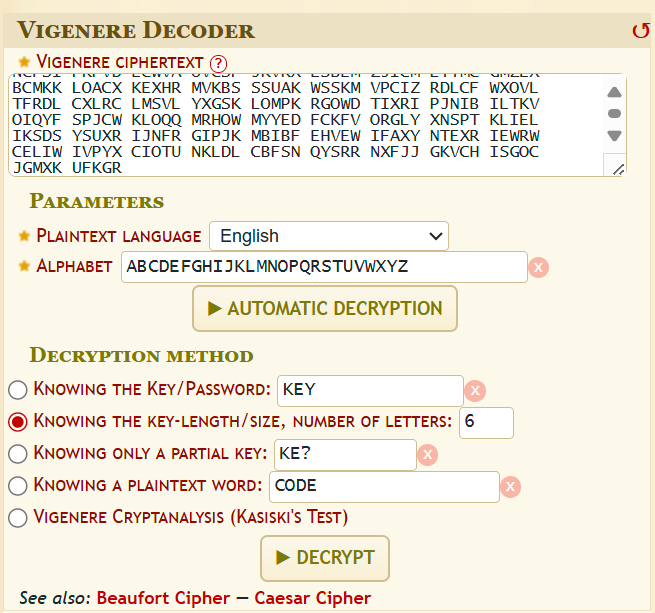 VIGENERE DECODER
★ VIGENERE CIPHERTEXT ?
BCMKK LOACX KEXHR MVKBS SSUAK WSSKM VPCIZ RDLCF WXOVL
TFRDL CXLRC LMSVL YXGSK LOMPK RGOWD TIXRI PJNIB ILTKV
OIQYF SPJCW KLOQQ MRHOW MYYED FCKFV ORGLY XNSPT KLIEL
IKSDS YSUXR IJNFR GIPJK MBIBF EHVEW IFAXY NTEXR IEWRW
CELIW IVPYX CIOTU NKLDL CBFSN QYSRR NXFJJ GKVCH ISGOC
JGMXK UFKGR
PARAMETERS
★ PLAINTEXT LANGUAGE English
★ ALPHABET ABCDEFGHIJKLMNOPQRSTUVWXYZ X
▶ AUTOMATIC DECRYPTION
DECRYPTION METHOD
KNOWING THE KEY/PASSWORD: KEY X
KNOWING THE KEY-LENGTH/SIZE, NUMBER OF LETTERS: 6
KNOWING ONLY A PARTIAL KEY: KE? X
KNOWING A PLAINTEXT WORD: CODE X
VIGENERE CRYPTANALYSIS (KASISKI'S TEST)
▶ DECRYPT
See also: BEAUFORT CIPHER — CAESAR CIPHER